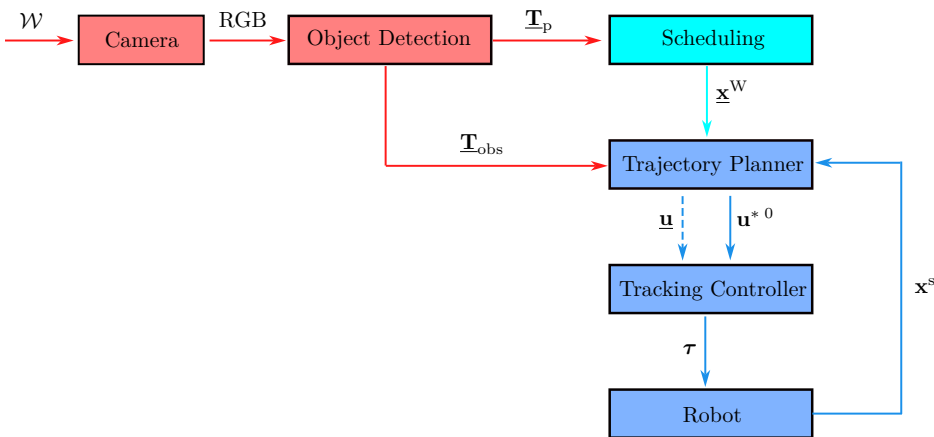 𝒲
RGB
T̲ₚ
Camera
Object Detection
Scheduling
x̲ᵂ
T̲obs
Trajectory Planner
u̲
u* 0
Tracking Controller
xˢ
τ
Robot